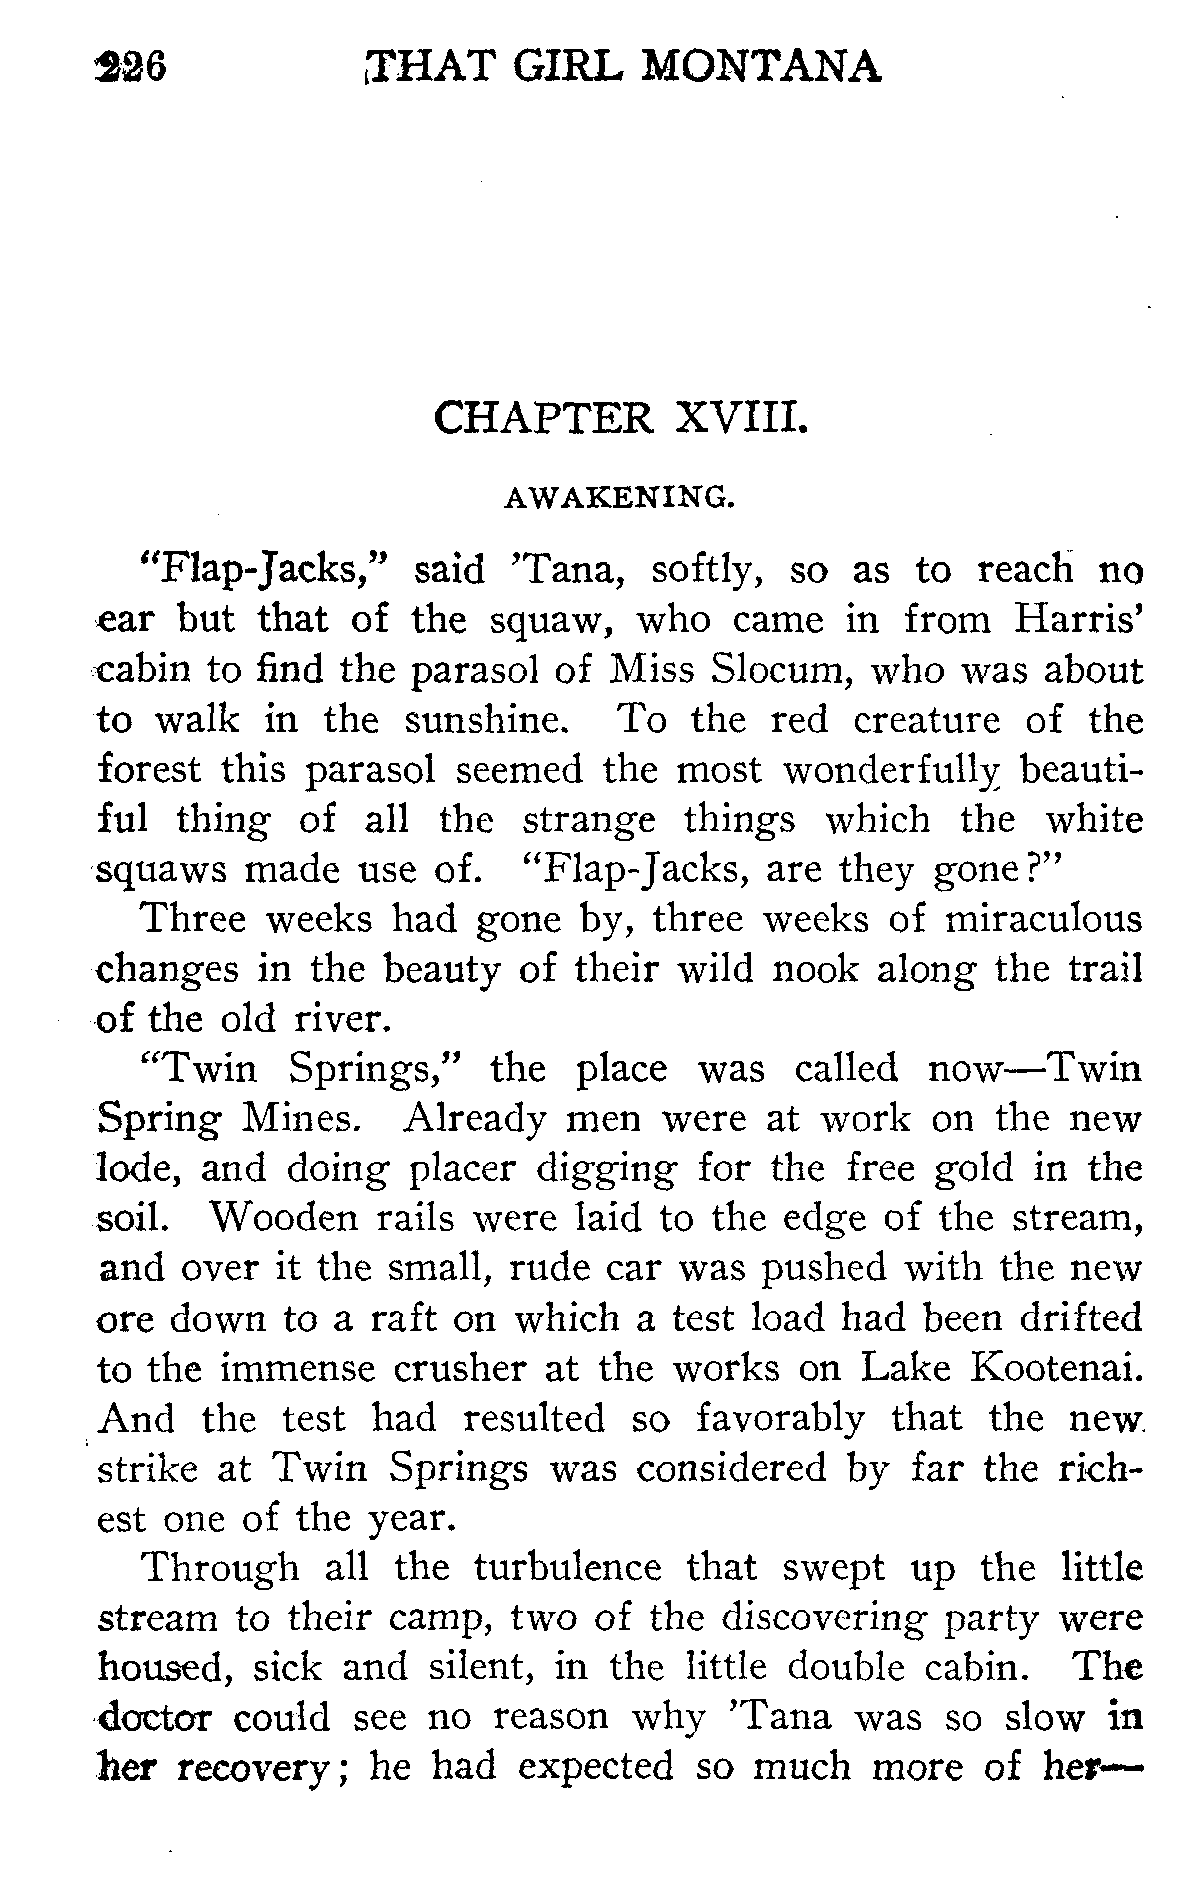 226 THAT GIRL MONTANA
CHAPTER XVIII.
AWAKENING.
"Flap-Jacks," said 'Tana, softly, so as to reach no
ear but that of the squaw, who came in from Harris'
cabin to find the parasol of Miss Slocum, who was about
to walk in the sunshine. To the red creature of the
forest this parasol seemed the most wonderfully beauti-
ful thing of all the strange things which the white
squaws made use of. "Flap-Jacks, are they gone?"
Three weeks had gone by, three weeks of miraculous
changes in the beauty of their wild nook along the trail
of the old river.
"Twin Springs," the place was called now—Twin
Spring Mines. Already men were at work on the new
lode, and doing placer digging for the free gold in the
soil. Wooden rails were laid to the edge of the stream,
and over it the small, rude car was pushed with the new
ore down to a raft on which a test load had been drifted
to the immense crusher at the works on Lake Kootenai.
And the test had resulted so favorably that the new
strike at Twin Springs was considered by far the rich-
est one of the year.
Through all the turbulence that swept up the little
stream to their camp, two of the discovering party were
housed, sick and silent, in the little double cabin. The
doctor could see no reason why 'Tana was so slow in
her recovery; he had expected so much more of her—